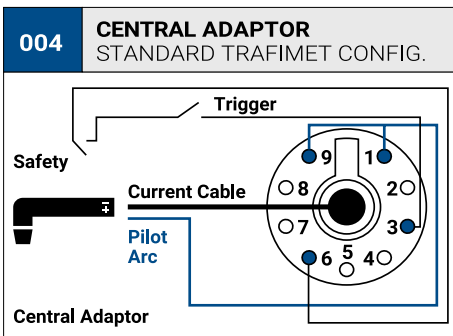 004
CENTRAL ADAPTOR
STANDARD TRAFIMET CONFIG.
Trigger
Safety
9 1
8 2
Current Cable
7 3
Pilot
Arc
6 5 4
Central Adaptor